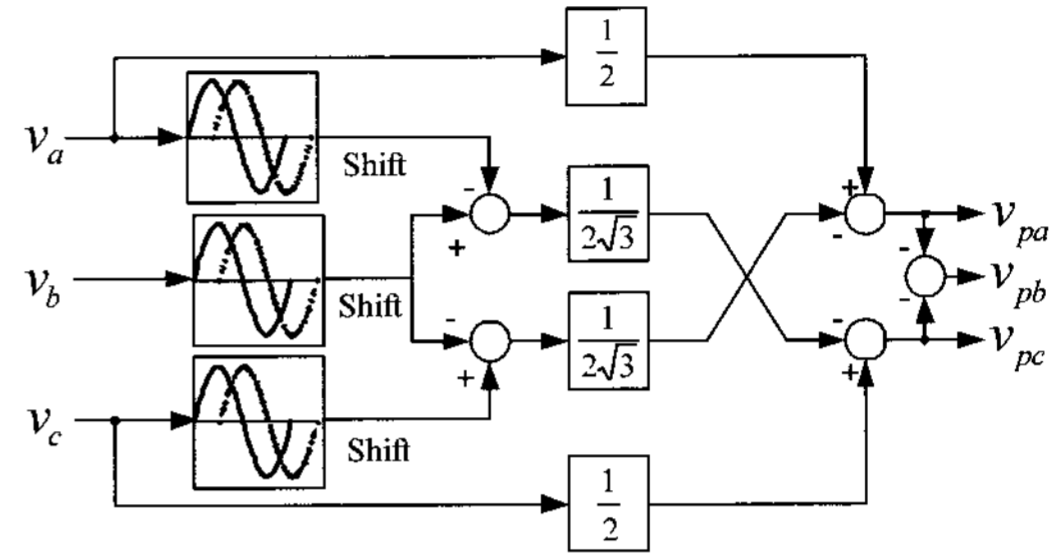 1
2
v_a
Shift
-
+
1
2√3
+
-
v_pa
v_b
Shift
-
-
v_pb
-
+
1
2√3
-
+
v_pc
v_c
Shift
1
2